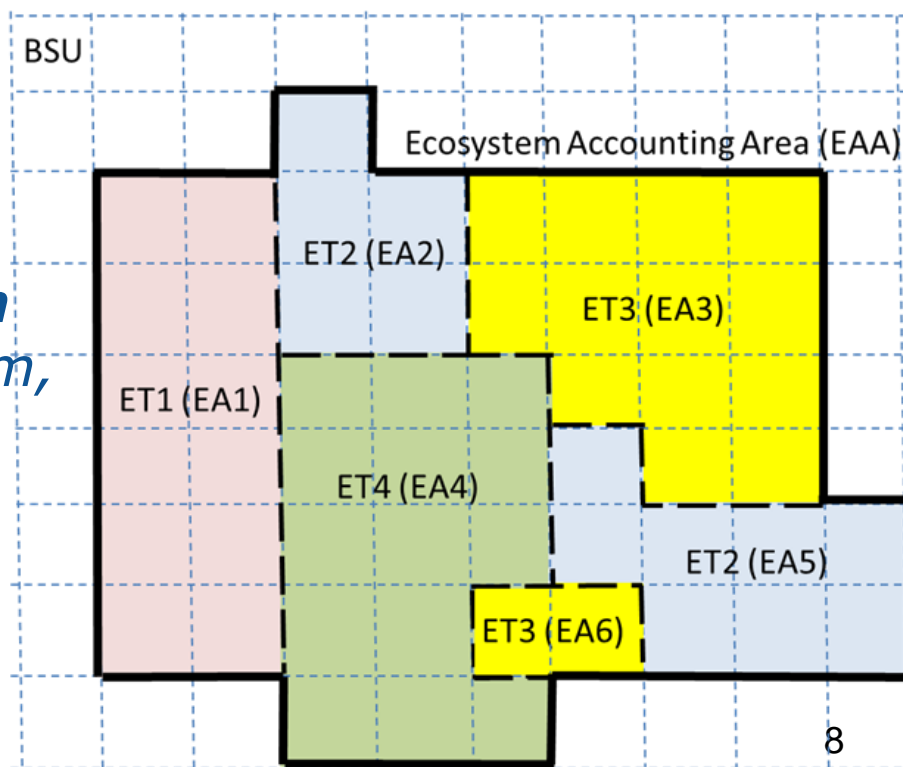 BSU
Ecosystem Accounting Area (EAA)
ET2 (EA2)
ET3 (EA3)
m,
ET1 (EA1)
ET4 (EA4)
ET2 (EA5)
ET3 (EA6)
8